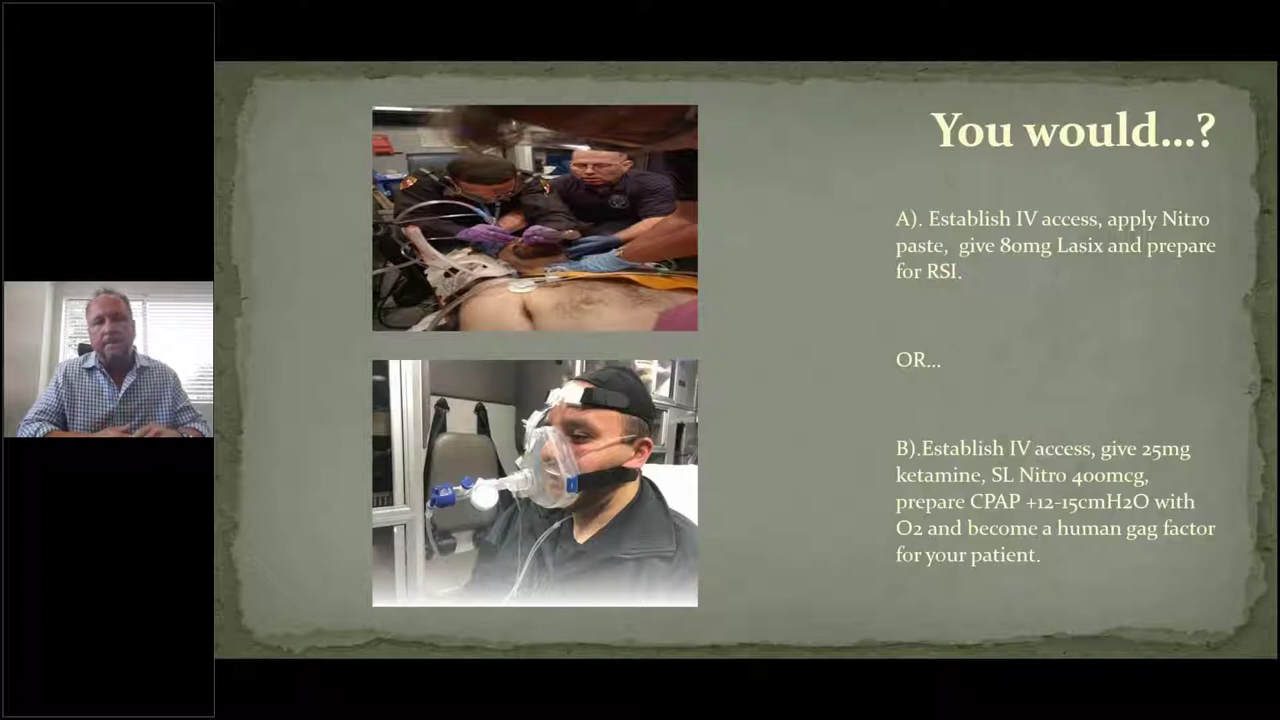 You would...?
A). Establish IV access, apply Nitro
paste,  give 80mg Lasix and prepare
for RSI.
OR...
B).Establish IV access, give 25mg
ketamine, SL Nitro 400mcg,
prepare CPAP +12-15cmH2O with
O2 and become a human gag factor
for your patient.